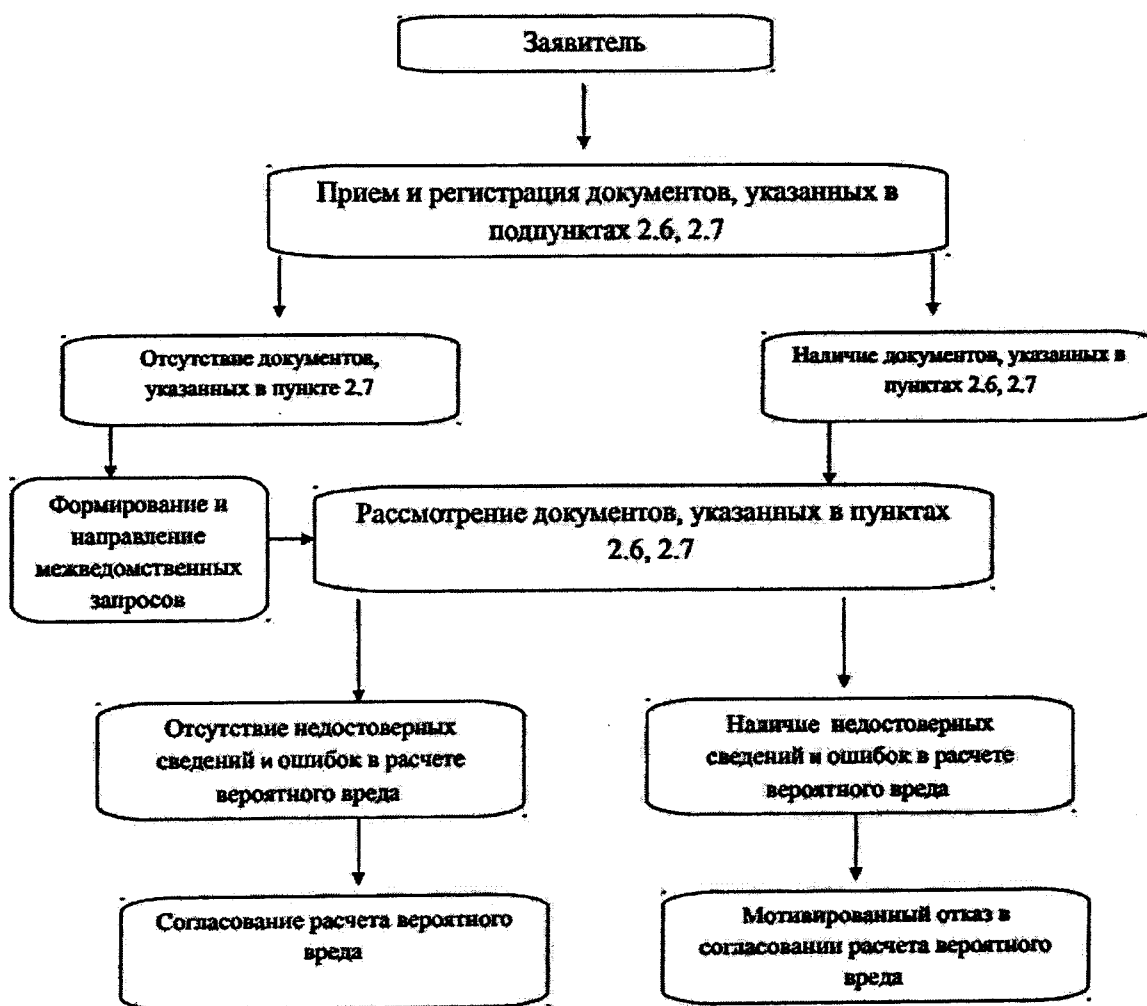 Заявитель
Прием и регистрация документов, указанных в
подпунктах 2.6, 2.7
Отсутствие документов,
указанных в пункте 2.7
Наличие документов, указанных в
пунктах 2.6, 2.7
Формирование и
направление
межведомственных
запросов
Рассмотрение документов, указанных в пунктах
2.6, 2.7
Отсутствие недостоверных
сведений и ошибок в расчете
вероятного вреда
Наличие недостоверных
сведений и ошибок в расчете
вероятного вреда
Согласование расчета вероятного
вреда
Мотивированный отказ в
согласовании расчета вероятного
вреда